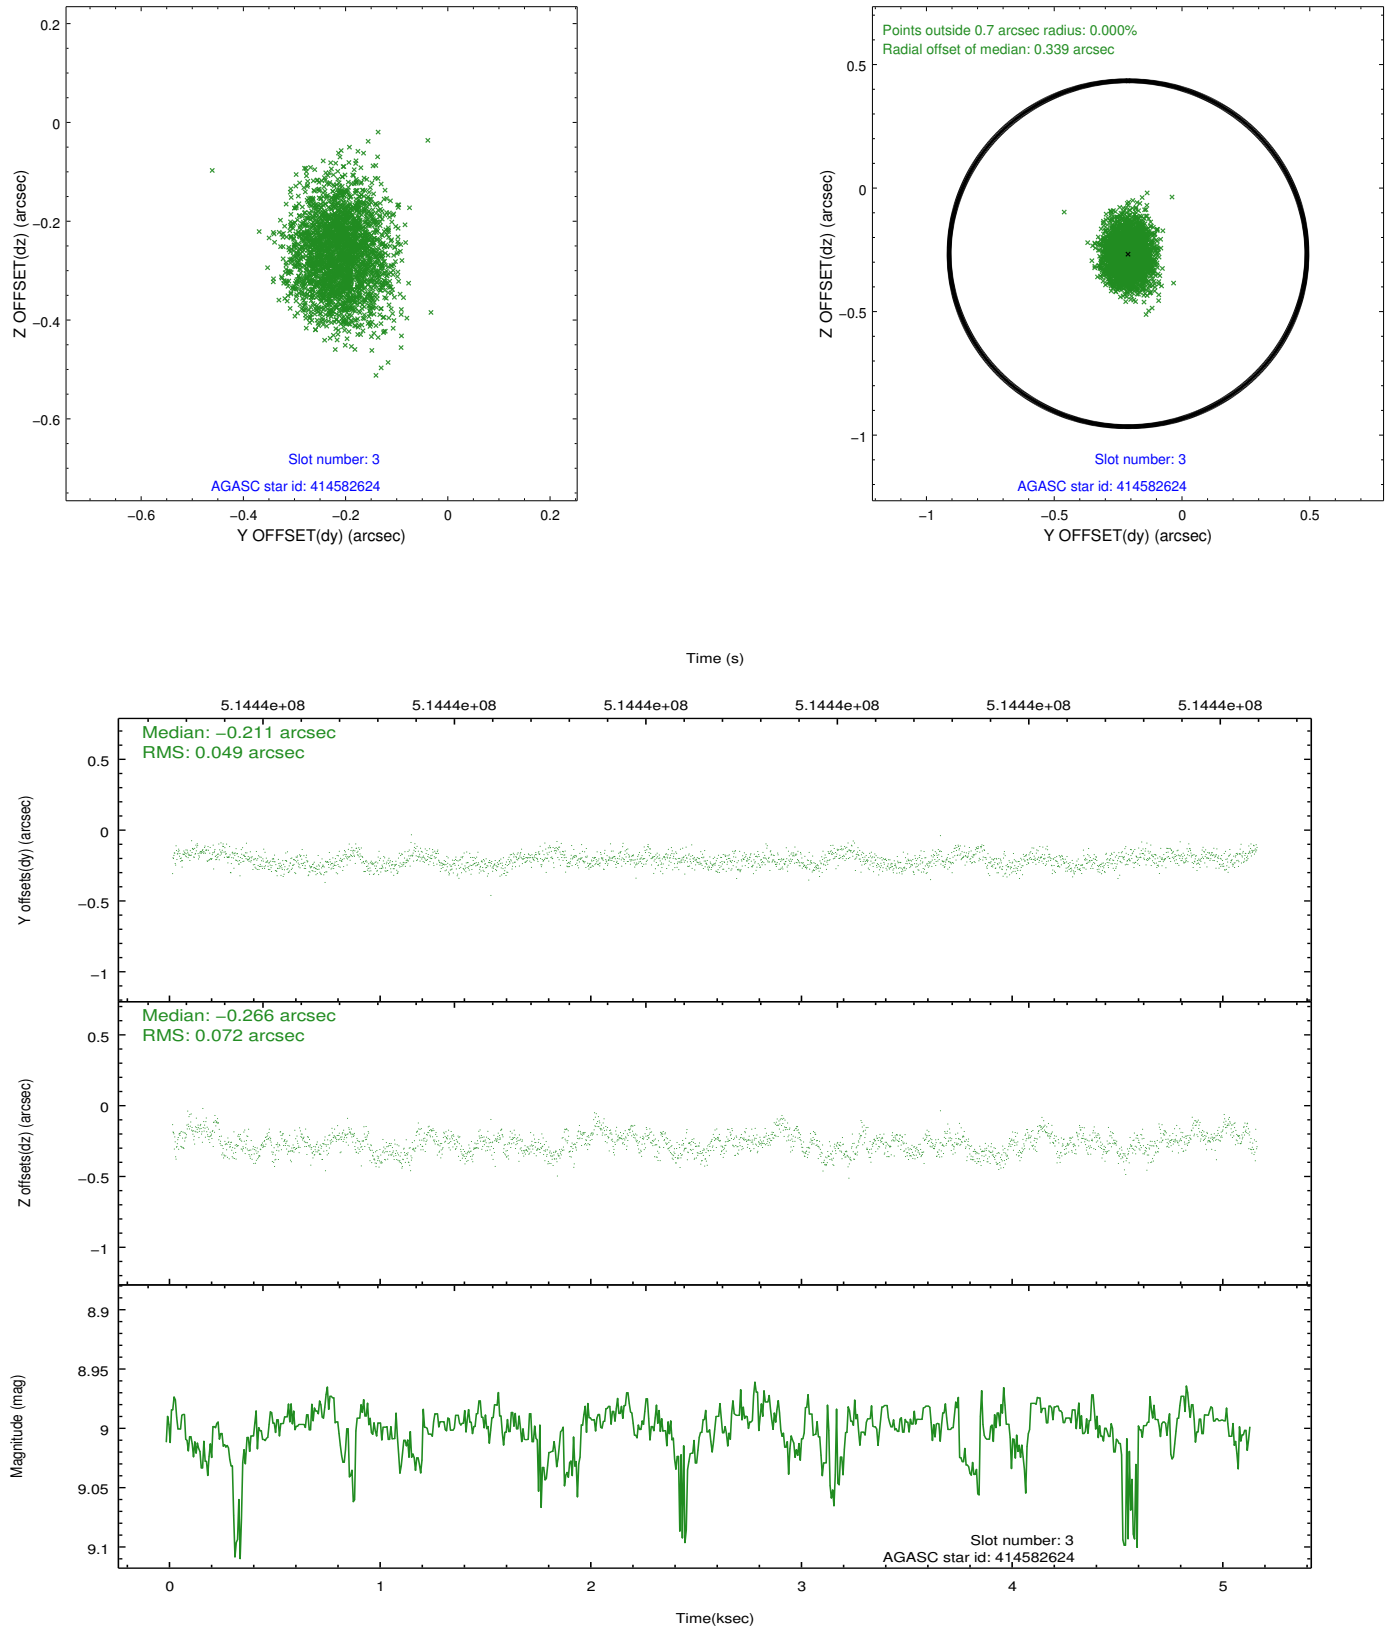 0.2
0
−0.2
−0.4
−0.6
Z OFFSET(dz) (arcsec)
Slot number: 3
AGASC star id: 414582624
−0.6 −0.4 −0.2 0 0.2
Y OFFSET(dy) (arcsec)
Points outside 0.7 arcsec radius: 0.000%
Radial offset of median: 0.339 arcsec
0.5
0
−0.5
−1
Z OFFSET(dz) (arcsec)
Slot number: 3
AGASC star id: 414582624
−1 −0.5 0 0.5
Y OFFSET(dy) (arcsec)
Time (s)
5.1444e+08 5.1444e+08 5.1444e+08 5.1444e+08 5.1444e+08 5.1444e+08
Median: −0.211 arcsec
RMS: 0.049 arcsec
0.5
0
−0.5
−1
Y offsets(dy) (arcsec)
Median: −0.266 arcsec
RMS: 0.072 arcsec
0.5
0
−0.5
−1
Z offsets(dz) (arcsec)
8.9
8.95
9
9.05
9.1
Magnitude (mag)
Slot number: 3
AGASC star id: 414582624
0 1 2 3 4 5
Time(ksec)